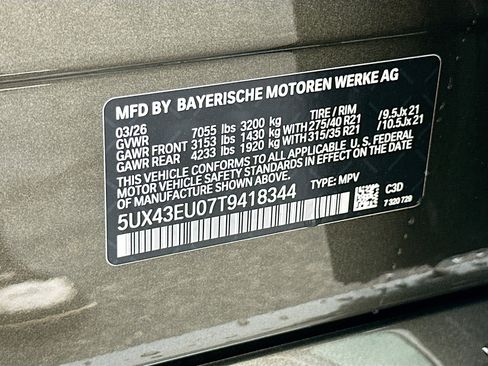 MFD BY BAYERISCHE MOTOREN WERKE AG
03/26
GVWR 7055 lbs 3200 kg TIRE / RIM
GAWR FRONT 3153 lbs 1430 kg WITH 275/40 R21 /9.5Jx21
GAWR REAR 4233 lbs 1920 kg WITH 315/35 R21 /10.5Jx21
THIS VEHICLE CONFORMS TO ALL APPLICABLE U. S. FEDERAL
MOTOR VEHICLE SAFETY STANDARDS IN EFFECT
ON THE DATE OF MANUFACTURE SHOWN ABOVE.
5UX43EU07T9418344 TYPE: MPV
C3D
7 320 729